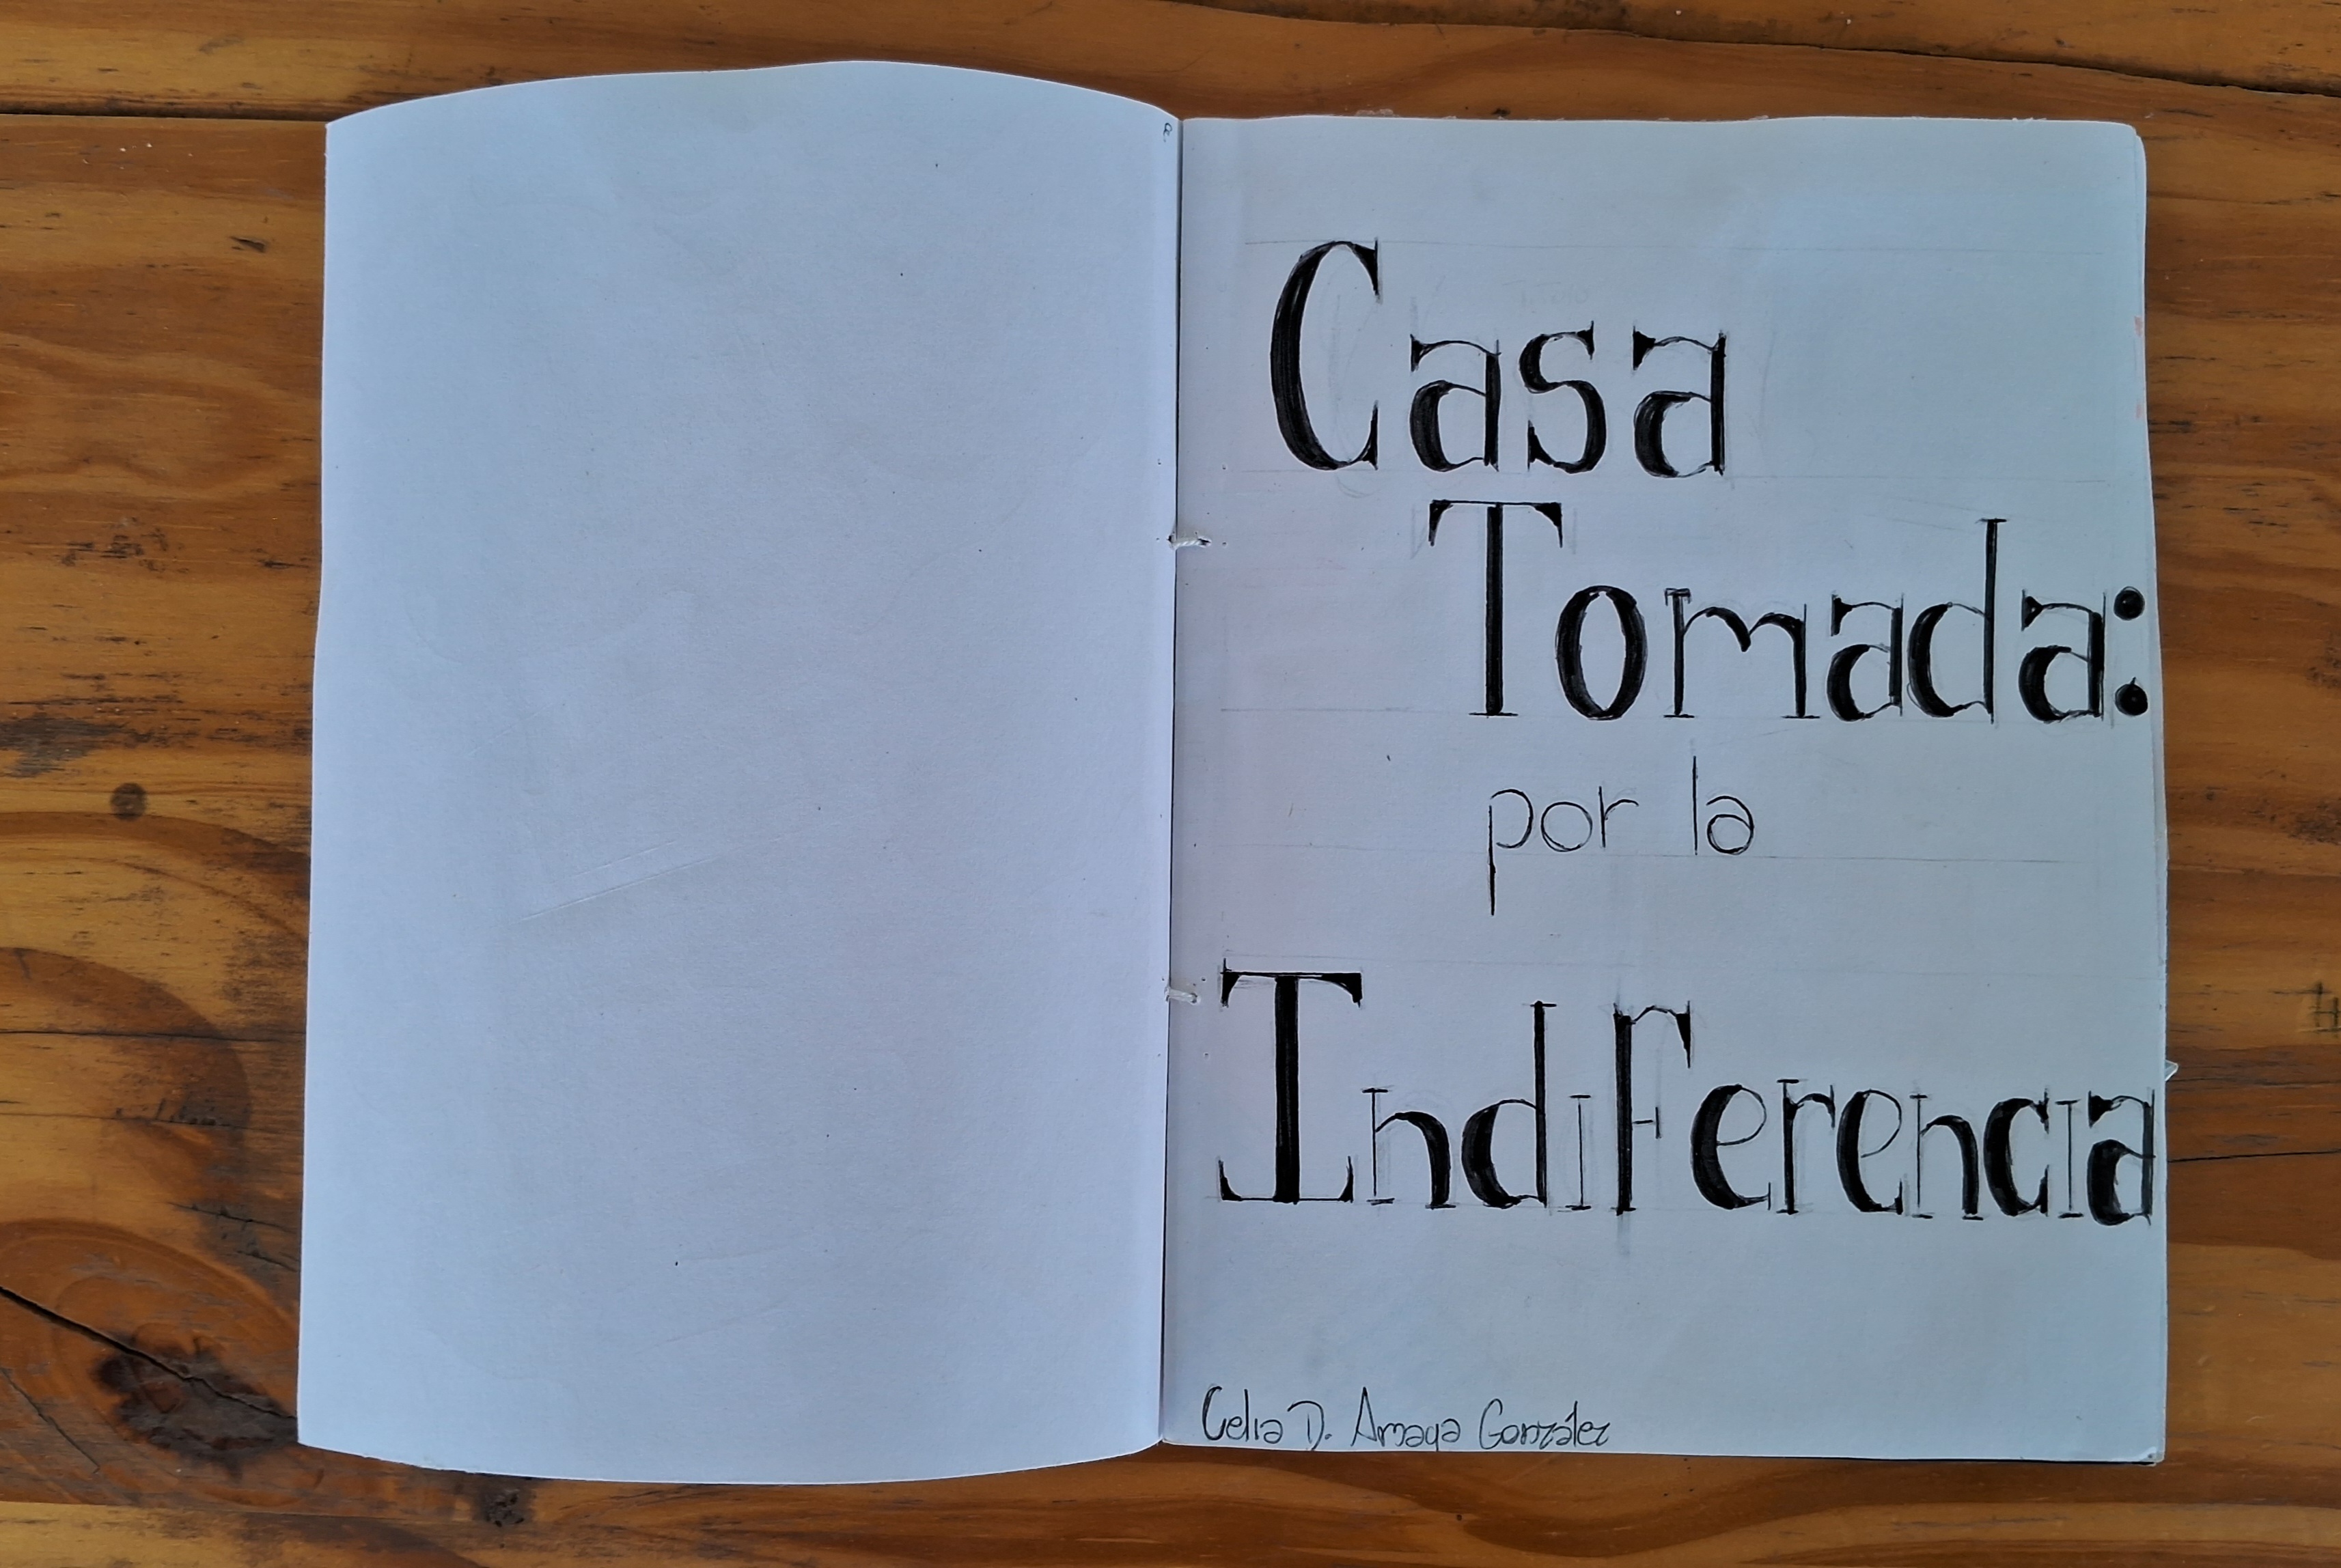 Casa
Tomada:
por la
Indiferencia
Celia D. Amaya González